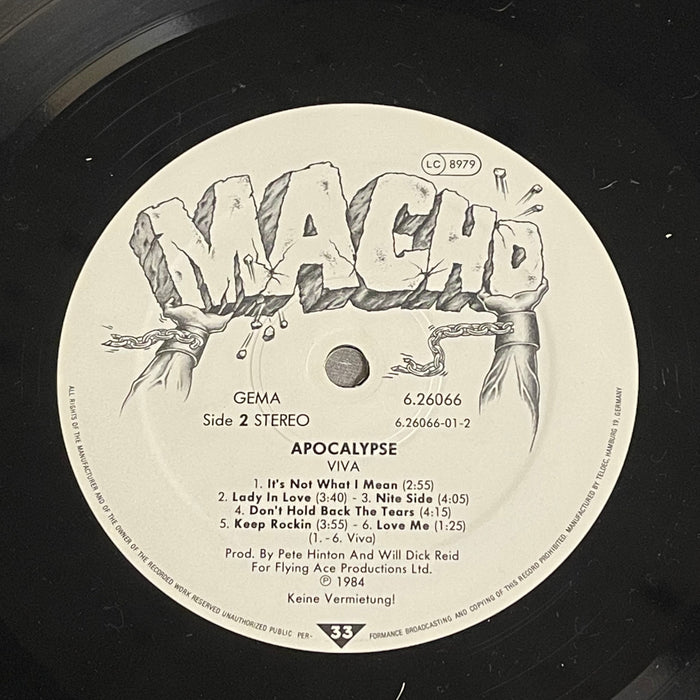 LC 8979
MACHO
GEMA
6.26066
Side 2 STEREO
6.26066-01-2
APOCALYPSE
VIVA
1. It's Not What I Mean (2:55)
2. Lady In Love (3:40) - 3. Nite Side (4:05)
4. Don't Hold Back The Tears (4:15)
5. Keep Rockin (3:55) - 6. Love Me (1:25)
(1. - 6. Viva)
Prod. By Pete Hinton And Will Dick Reid
For Flying Ace Productions Ltd.
℗ 1984
Keine Vermietung!
33
ALL RIGHTS OF THE MANUFACTURER AND OF THE OWNER OF THE RECORDED WORK RESERVED UNAUTHORIZED PUBLIC PER- FORMANCE BROADCASTING AND COPYING OF THIS RECORD PROHIBITED. MANUFACTURED BY TELDEC, HAMBURG 19, GERMANY